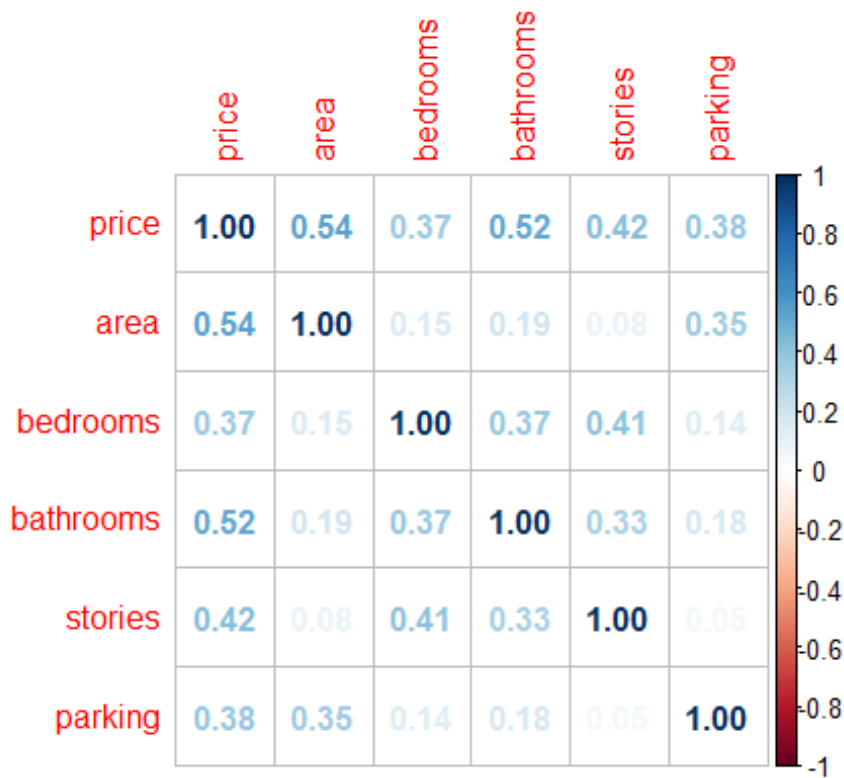 price area bedrooms bathrooms stories parking
price 1.00 0.54 0.37 0.52 0.42 0.38
area 0.54 1.00 0.15 0.19 0.08 0.35
bedrooms 0.37 0.15 1.00 0.37 0.41 0.14
bathrooms 0.52 0.19 0.37 1.00 0.33 0.18
stories 0.42 0.08 0.41 0.33 1.00 0.05
parking 0.38 0.35 0.14 0.18 0.05 1.00
1
0.8
0.6
0.4
0.2
0
-0.2
-0.4
-0.6
-0.8
-1